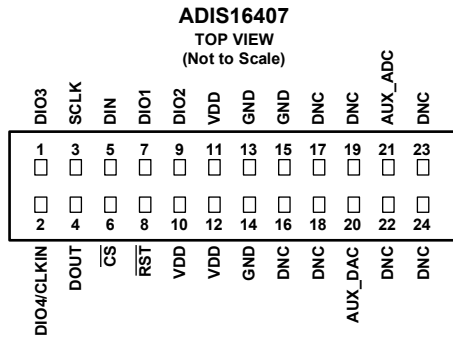 ADIS16407
TOP VIEW
(Not to Scale)
DIO3 SCLK DIN DIO1 DIO2 VDD GND GND DNC DNC AUX_ADC DNC
1 3 5 7 9 11 13 15 17 19 21 23
2 4 6 8 10 12 14 16 18 20 22 24
DIO4/CLKIN DOUT CS RST VDD VDD GND DNC DNC AUX_DAC DNC DNC